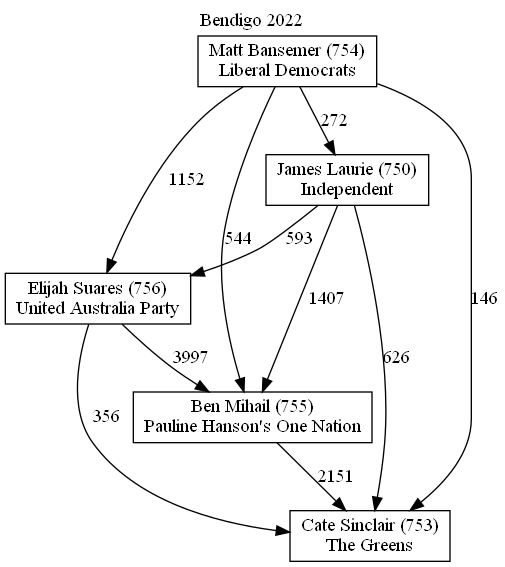 Bendigo 2022
Matt Bansemer (754)
Liberal Democrats
272
James Laurie (750)
Independent
1152
544
593
146
Elijah Suares (756)
United Australia Party
1407
626
3997
356
Ben Mihail (755)
Pauline Hanson's One Nation
2151
Cate Sinclair (753)
The Greens